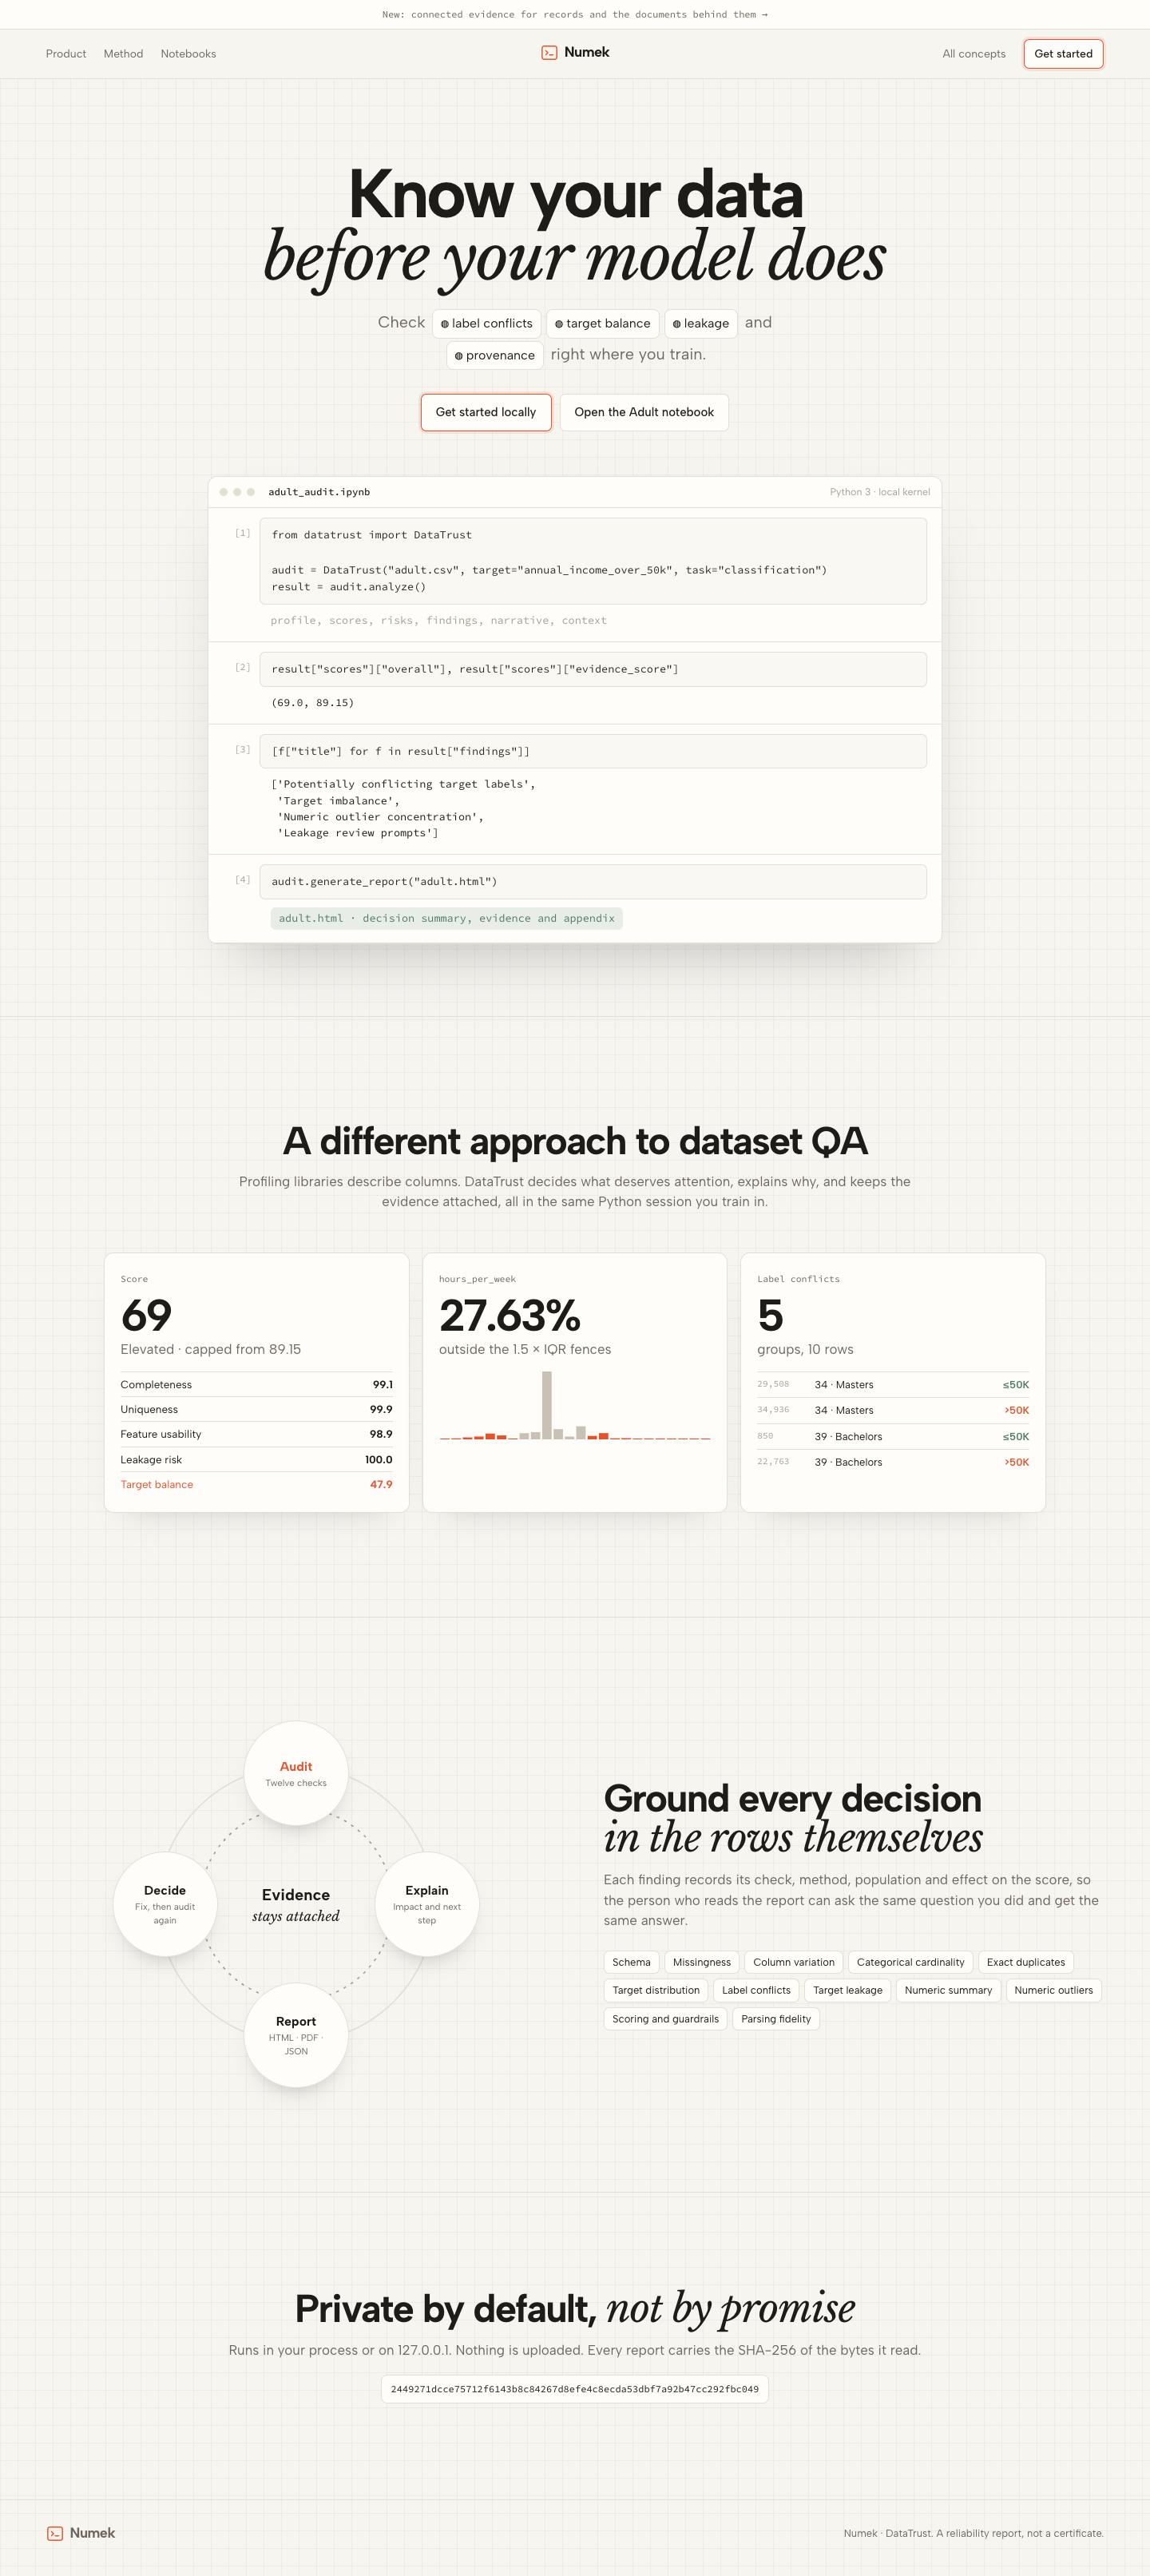 New: connected evidence for records and the documents behind them →
Product Method Notebooks
Numek
All concepts Get started
Know your data
before your model does
Check label conflicts target balance leakage and
provenance right where you train.
Get started locally Open the Adult notebook
adult_audit.ipynb Python 3 · local kernel
[1] from datatrust import DataTrust
audit = DataTrust("adult.csv", target="annual_income_over_50k", task="classification")
result = audit.analyze()
profile, scores, risks, findings, narrative, context
[2] result["scores"]["overall"], result["scores"]["evidence_score"]
(69.0, 89.15)
[3] [f["title"] for f in result["findings"]]
['Potentially conflicting target labels',
'Target imbalance',
'Numeric outlier concentration',
'Leakage review prompts']
[4] audit.generate_report("adult.html")
adult.html · decision summary, evidence and appendix
A different approach to dataset QA
Profiling libraries describe columns. DataTrust decides what deserves attention, explains why, and keeps the
evidence attached, all in the same Python session you train in.
Score
69
Elevated · capped from 89.15
Completeness 99.1
Uniqueness 99.9
Feature usability 98.9
Leakage risk 100.0
Target balance 47.9
hours_per_week
27.63%
outside the 1.5 × IQR fences
Label conflicts
5
groups, 10 rows
29,508 34 · Masters ≤50K
34,936 34 · Masters >50K
850 39 · Bachelors ≤50K
22,763 39 · Bachelors >50K
Audit
Twelve checks
Decide
Fix, then audit
again
Evidence
stays attached
Explain
Impact and next
step
Report
HTML · PDF ·
JSON
Ground every decision
in the rows themselves
Each finding records its check, method, population and effect on the score, so
the person who reads the report can ask the same question you did and get the
same answer.
Schema Missingness Column variation Categorical cardinality Exact duplicates
Target distribution Label conflicts Target leakage Numeric summary Numeric outliers
Scoring and guardrails Parsing fidelity
Private by default, not by promise
Runs in your process or on 127.0.0.1. Nothing is uploaded. Every report carries the SHA-256 of the bytes it read.
2449271dcce75712f6143b8c84267d8efe4c8ecda53dbf7a92b47cc292fbc049
Numek
Numek · DataTrust. A reliability report, not a certificate.